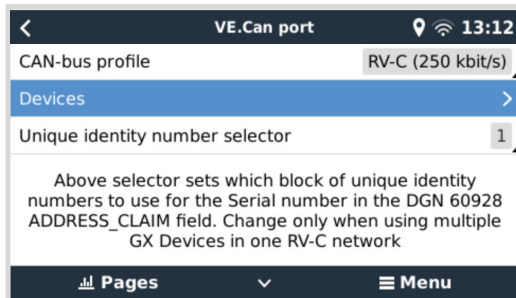 VE.Can port 13:12
CAN-bus profile RV-C (250 kbit/s)
Devices
Unique identity number selector 1
Above selector sets which block of unique identity
numbers to use for the Serial number in the DGN 60928
ADDRESS_CLAIM field. Change only when using multiple
GX Devices in one RV-C network
Pages Menu